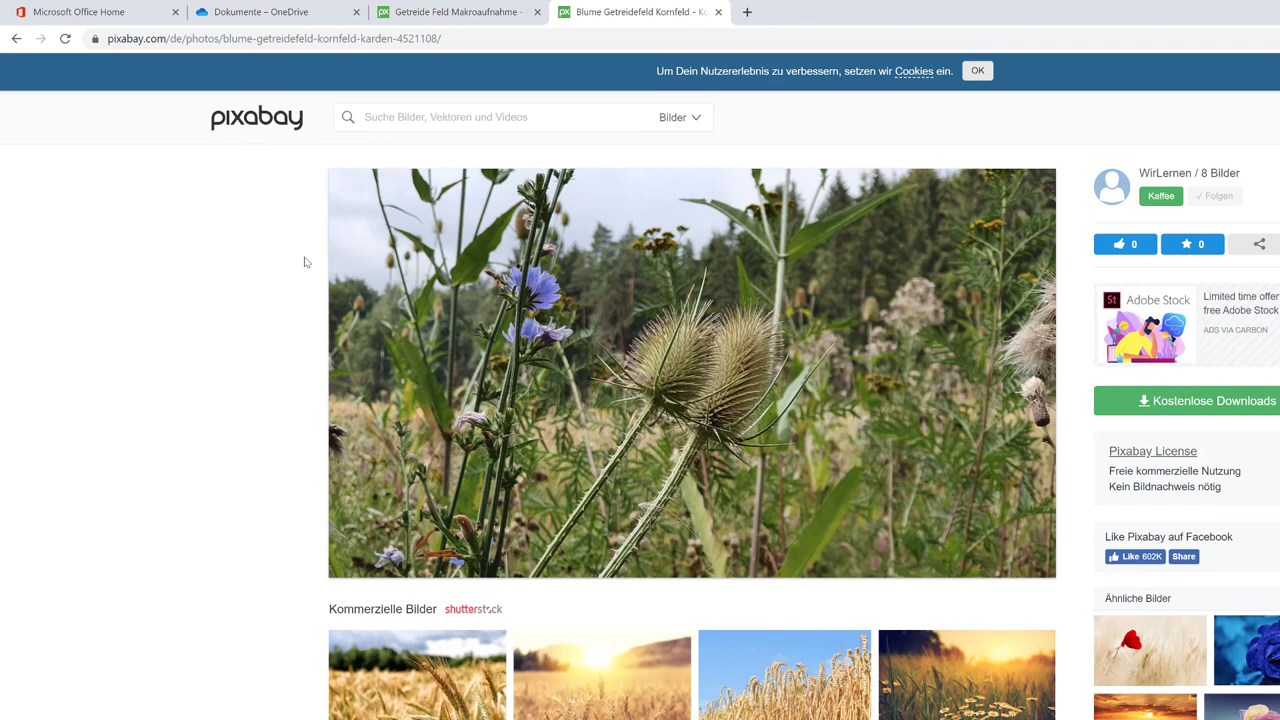 Microsoft Office Home
Dokumente – OneDrive
Getreide Feld Makroaufnahme -
Blume Getreidefeld Kornfeld - Ko
pixabay.com/de/photos/blume-getreidefeld-kornfeld-karden-4521108/
Um Dein Nutzererlebnis zu verbessern, setzen wir Cookies ein.
OK
pixabay
Suche Bilder, Vektoren und Videos
Bilder
WirLernen / 8 Bilder
Kaffee
✓ Folgen
0
0
St Adobe Stock
Limited time offer
free Adobe Stock
ADS VIA CARBON
Kostenlose Downloads
Pixabay License
Freie kommerzielle Nutzung
Kein Bildnachweis nötig
Like Pixabay auf Facebook
Like 602K
Share
Kommerzielle Bilder shutterstock
Ähnliche Bilder